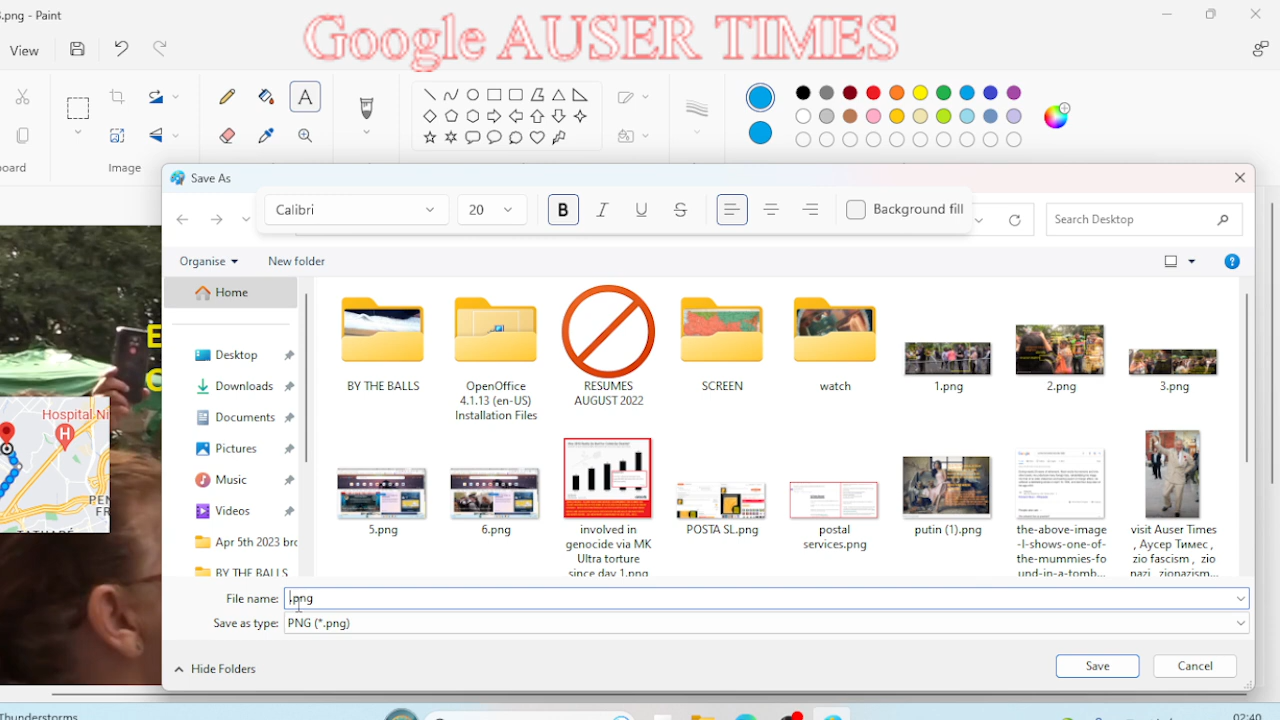 .png - Paint
Google AUSER TIMES
View
Image
Save As
Calibri
20
B
I
U
S
Background fill
Search Desktop
Organise
New folder
Home
Desktop
Downloads
Documents
Pictures
Music
Videos
Apr 5th 2023 bro
BY THE BALLS
BY THE BALLS
OpenOffice
4.1.13 (en-US)
Installation Files
RESUMES
AUGUST 2022
SCREEN
watch
1.png
2.png
3.png
5.png
6.png
involved in
genocide via MK
Ultra torture
since day 1.png
POSTA SL.png
postal
services.png
putin (1).png
the-above-image
-I-shows-one-of-
the-mummies-fo
und-in-a-tomb...
visit Auser Times
, Аусер Тимес ,
zio fascism , zio
nazi, zionazism...
Hospital Ni
H
File name:
.png
Save as type:
PNG (*.png)
Hide Folders
Save
Cancel
Thunderstorms
02:40